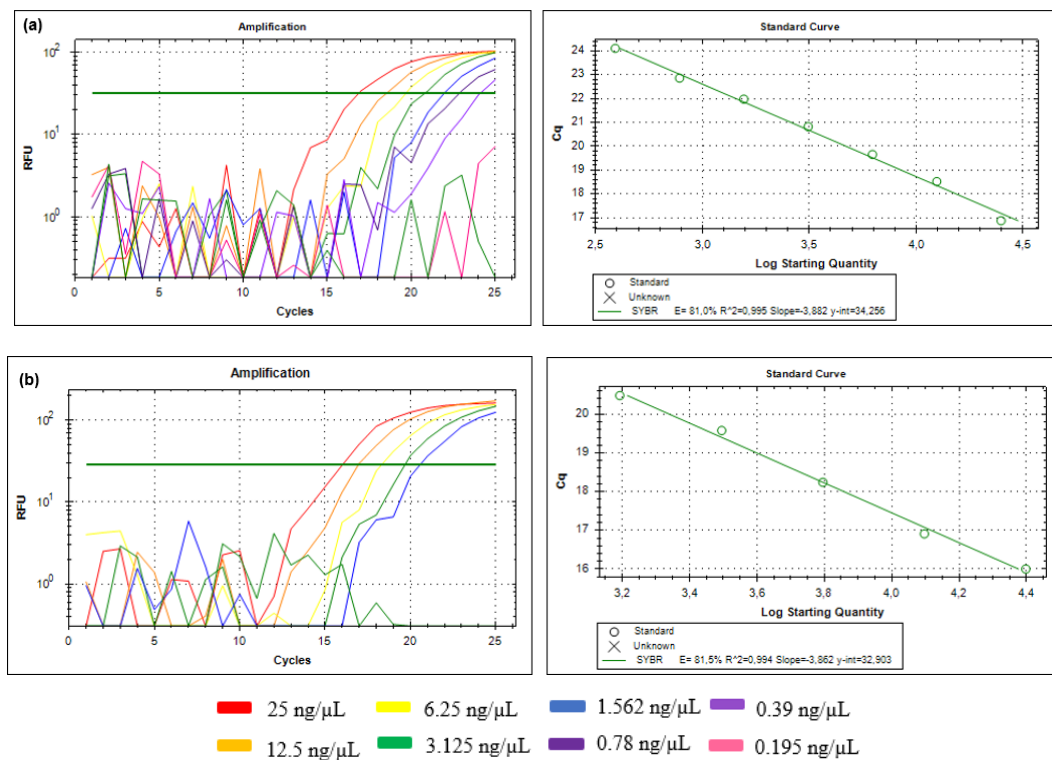 (a)
Amplification
10²
10¹
10⁰
RFU
0 5 10 15 20 25
Cycles
Standard Curve
24
23
22
21
20
19
18
17
Cq
2,5 3,0 3,5 4,0 4,5
Log Starting Quantity
Standard
Unknown
SYBR E= 81,0% R^2=0,995 Slope=-3,882 y-int=34,256
(b)
Amplification
10²
10¹
10⁰
RFU
0 5 10 15 20 25
Cycles
Standard Curve
20
19
18
17
16
Cq
3,2 3,4 3,6 3,8 4,0 4,2 4,4
Log Starting Quantity
Standard
Unknown
SYBR E= 81,5% R^2=0,994 Slope=-3,862 y-int=32,903
25 ng/µL 6.25 ng/µL 1.562 ng/µL 0.39 ng/µL
12.5 ng/µL 3.125 ng/µL 0.78 ng/µL 0.195 ng/µL